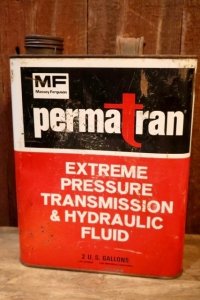 MF
Massey Ferguson
permatran
EXTREME
PRESSURE
TRANSMISSION
& HYDRAULIC
FLUID
2 U.S. GALLONS